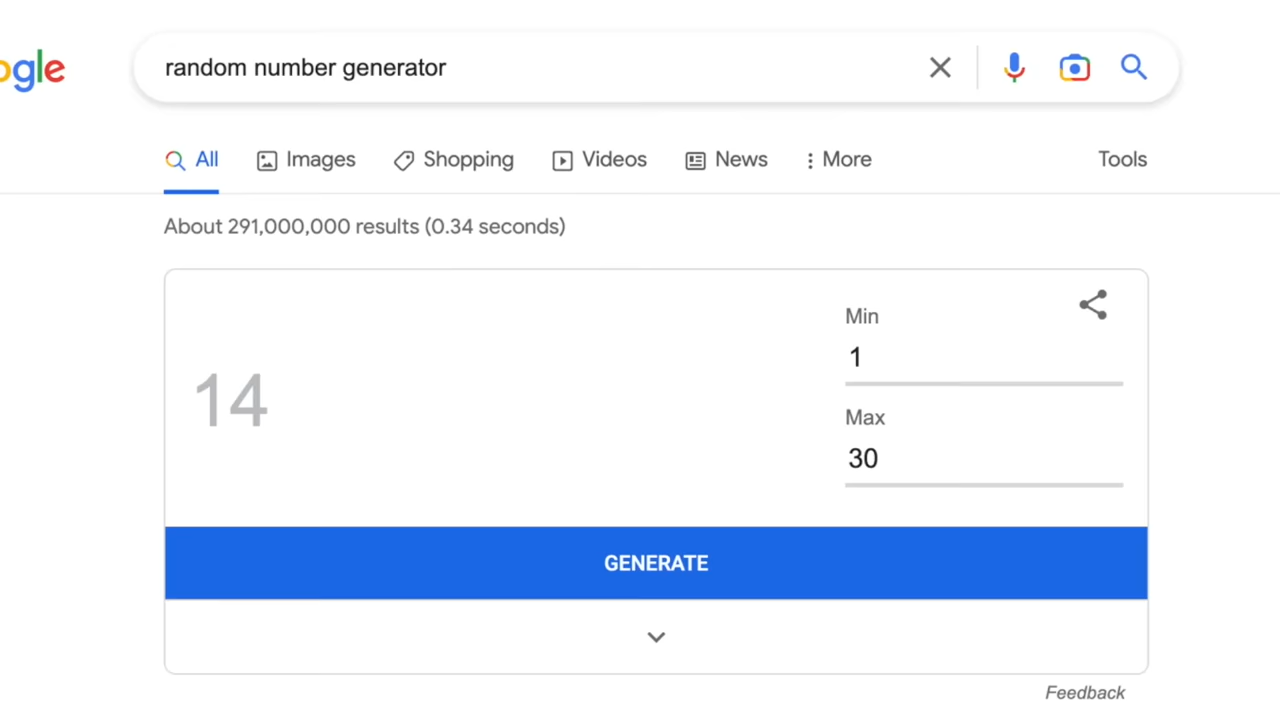 ogle
random number generator
All Images Shopping Videos News More Tools
About 291,000,000 results (0.34 seconds)
Min
1
14
Max
30
GENERATE
Feedback